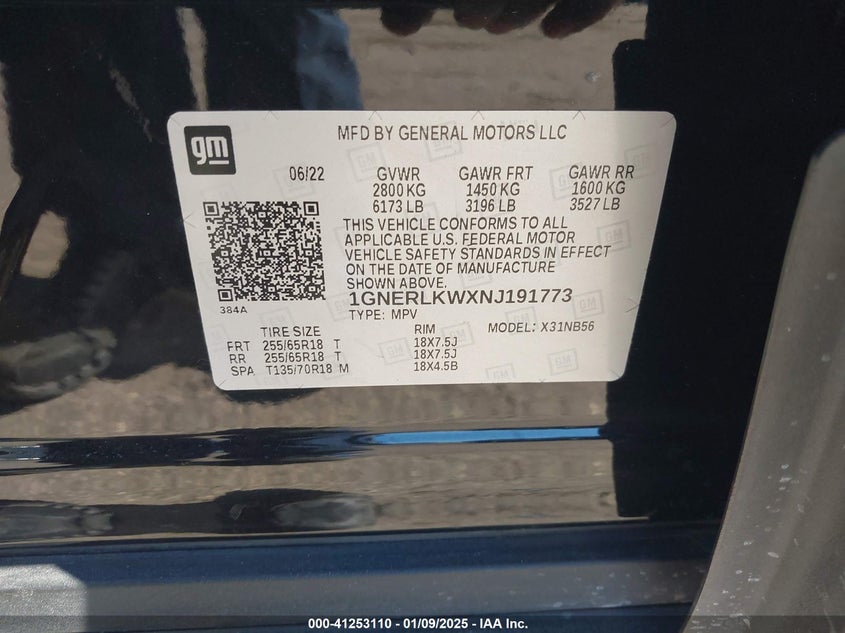 gm
MFD BY GENERAL MOTORS LLC
06/22 GVWR GAWR FRT GAWR RR
2800 KG 1450 KG 1600 KG
6173 LB 3196 LB 3527 LB
THIS VEHICLE CONFORMS TO ALL
APPLICABLE U.S. FEDERAL MOTOR
VEHICLE SAFETY STANDARDS IN EFFECT
ON THE DATE OF MANUFACTURE
SHOWN ABOVE.
1GNERLKWXNJ191773
384A
TYPE: MPV MODEL: X31NB56
TIRE SIZE RIM
FRT 255/65R18 T 18X7.5J
RR 255/65R18 T 18X7.5J
SPA T135/70R18 M 18X4.5B
000-41253110 - 01/09/2025 - IAA Inc.